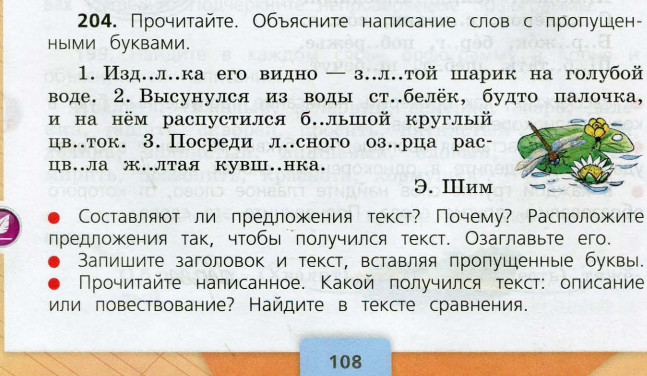 204. Прочитайте. Объясните написание слов с пропущен-
ными буквами.
1. Изд..л..ка его видно — з..л..той шарик на голубой
воде. 2. Высунулся из воды ст..белёк, будто палочка,
и на нём распустился б..льшой круглый
цв..ток. 3. Посреди л..сного оз..рца рас-
цв..ла ж..лтая кувш..нка.
Э. Шим
● Составляют ли предложения текст? Почему? Расположите
предложения так, чтобы получился текст. Озаглавьте его.
● Запишите заголовок и текст, вставляя пропущенные буквы.
● Прочитайте написанное. Какой получился текст: описание
или повествование? Найдите в тексте сравнения.
108